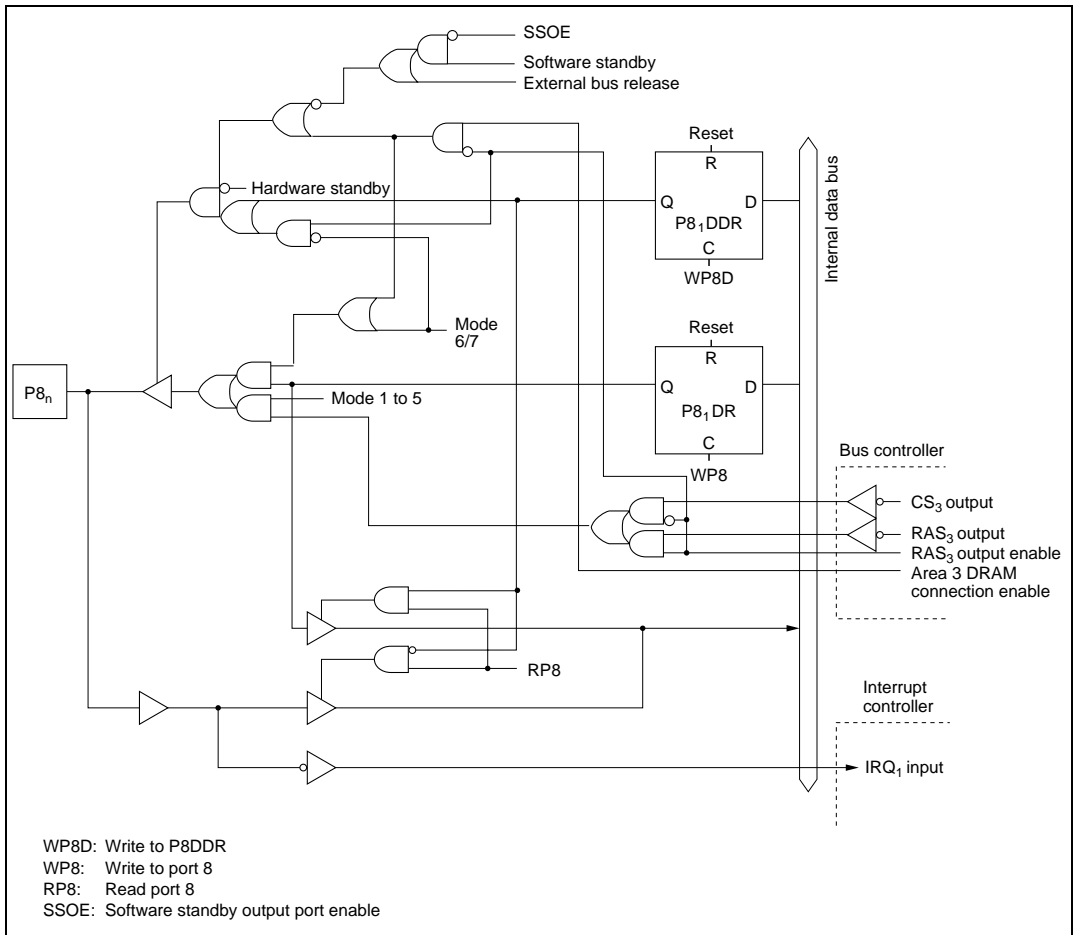 SSOE
Software standby
External bus release
Reset
R
Hardware standby
Q
D
P8₁DDR
C
WP8D
Internal data bus
Mode
6/7
Reset
R
P8ₙ
Q
D
Mode 1 to 5
P8₁DR
C
WP8
Bus controller
CS₃ output
RAS₃ output
RAS₃ output enable
Area 3 DRAM
connection enable
RP8
Interrupt
controller
IRQ₁ input
WP8D: Write to P8DDR
WP8: Write to port 8
RP8: Read port 8
SSOE: Software standby output port enable